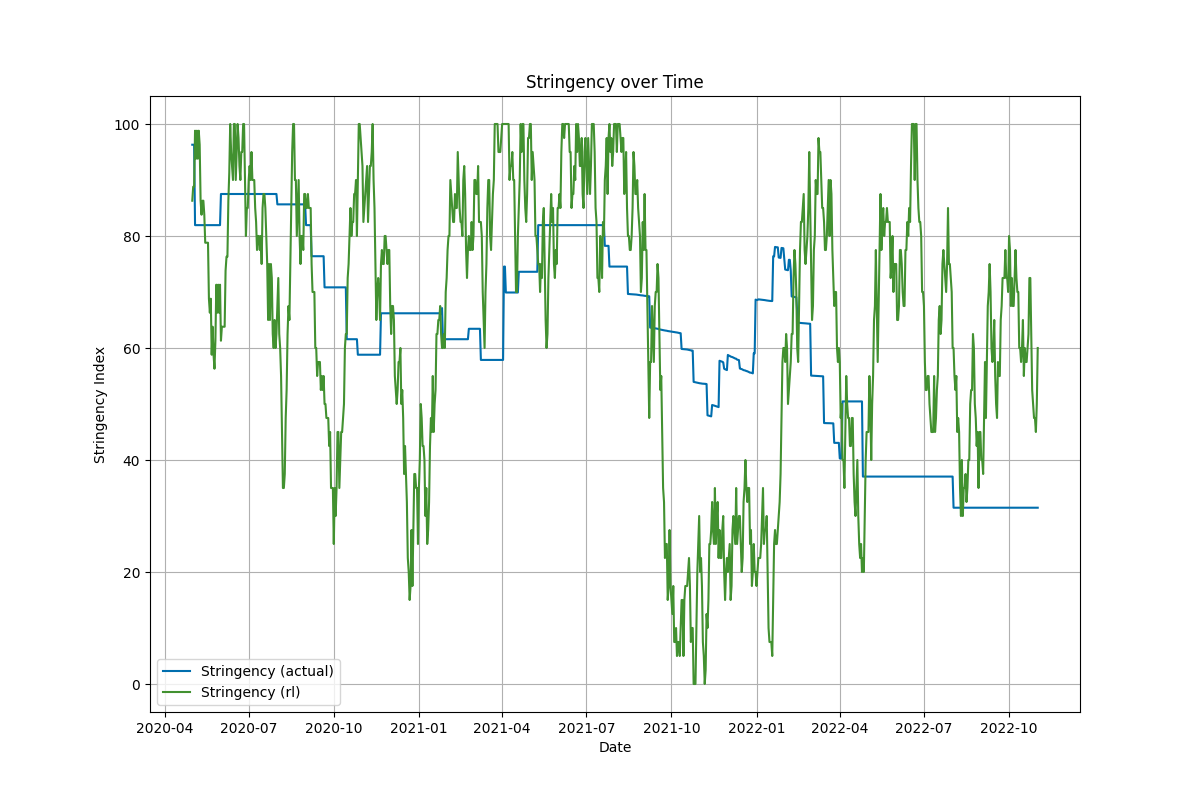 Stringency over Time
Stringency Index
100
80
60
40
20
0
Stringency (actual)
Stringency (rl)
2020-04 2020-07 2020-10 2021-01 2021-04 2021-07 2021-10 2022-01 2022-04 2022-07 2022-10
Date